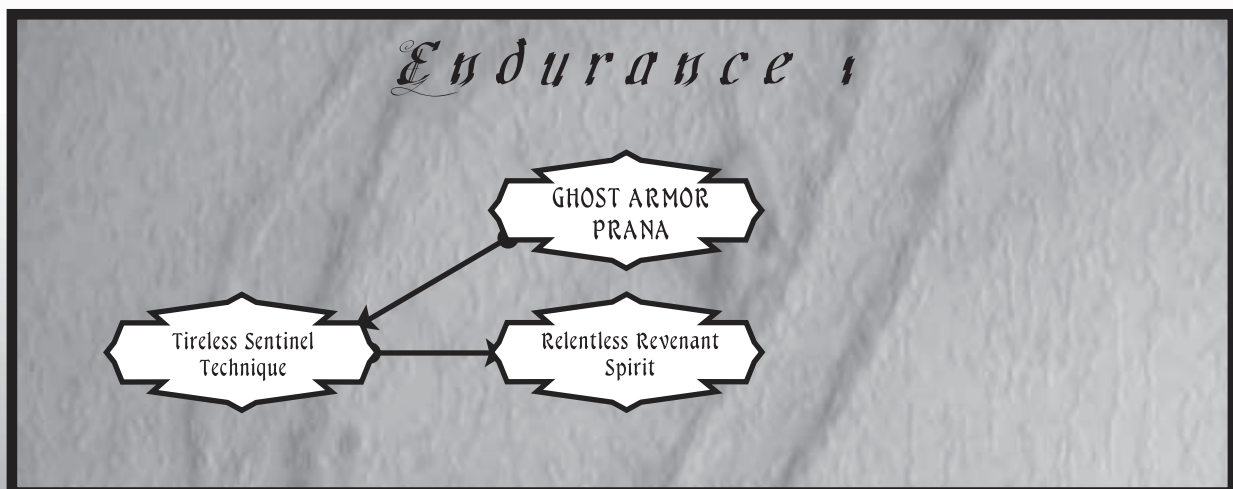 Endurance 1
GHOST ARMOR
PRANA
Tireless Sentinel
Technique
Relentless Revenant
Spirit